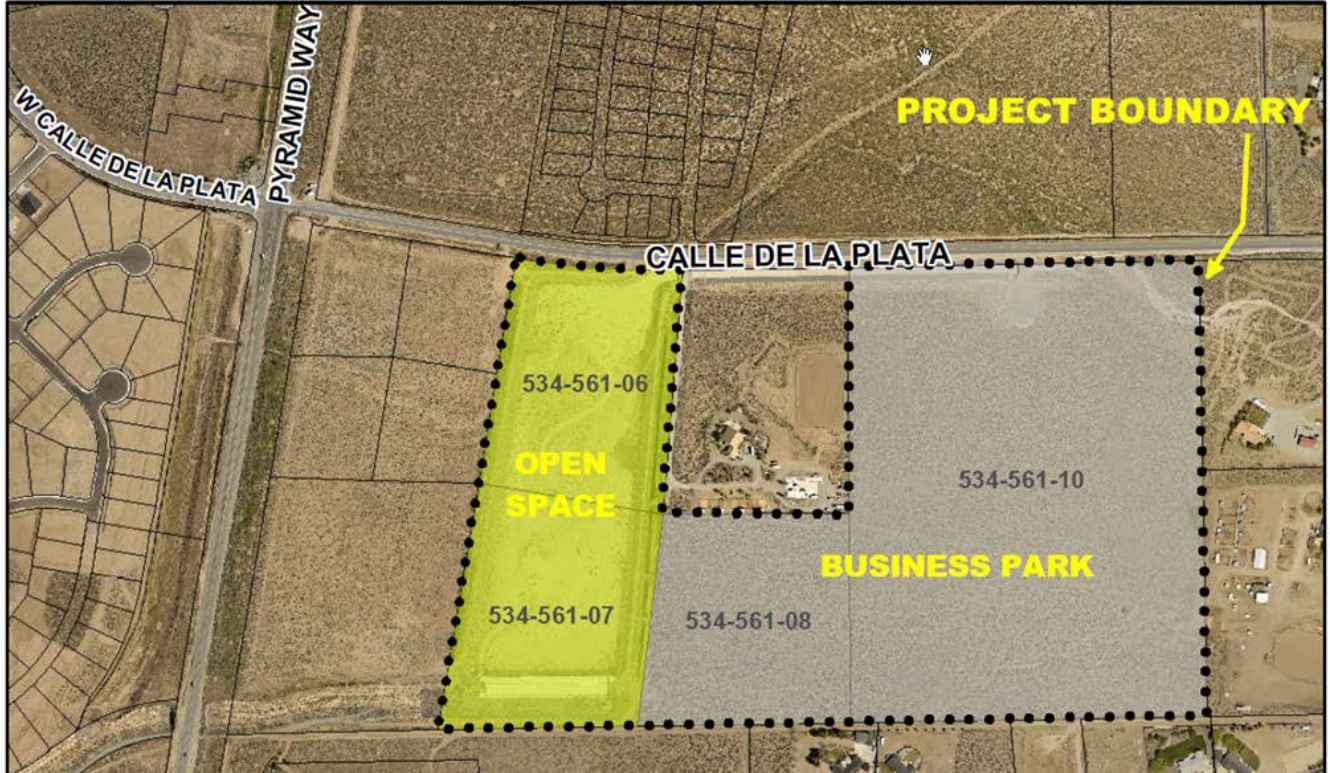 PYRAMID WAY
W CALLE DE LA PLATA
PROJECT BOUNDARY
CALLE DE LA PLATA
534-561-06
OPEN
SPACE
534-561-10
BUSINESS PARK
534-561-07
534-561-08